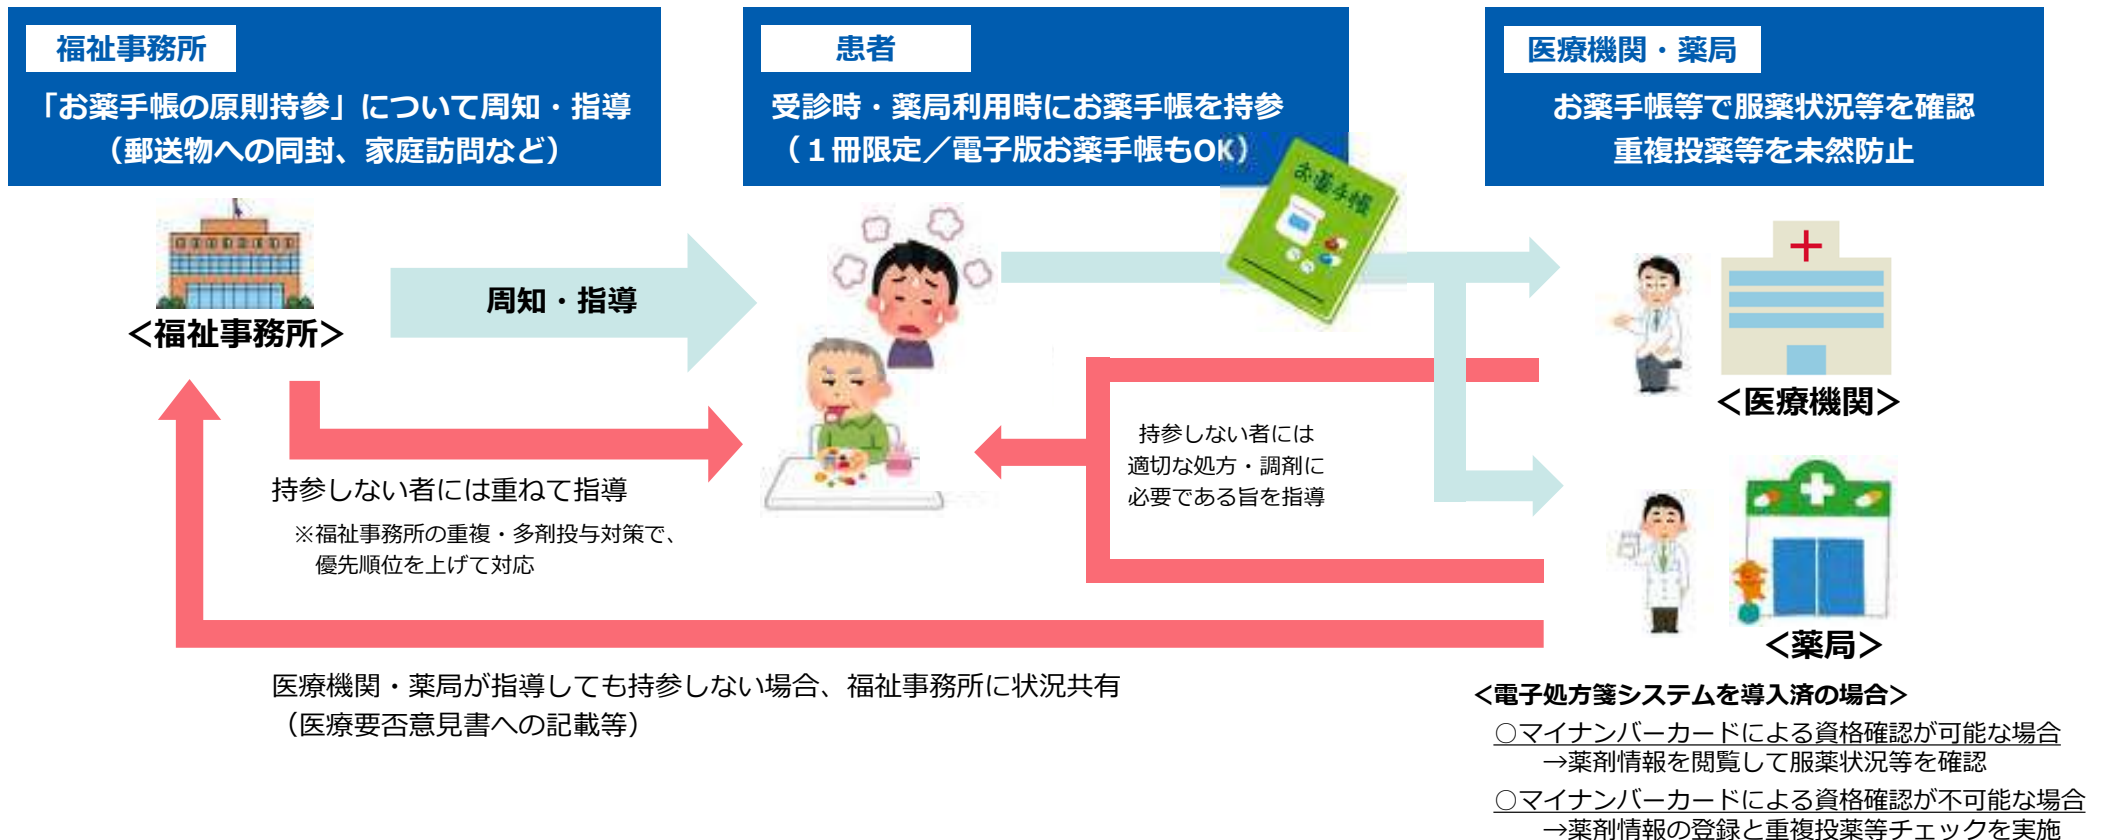 福祉事務所
「お薬手帳の原則持参」について周知・指導
（郵送物への同封、家庭訪問など）
患者
受診時・薬局利用時にお薬手帳を持参
（１冊限定／電子版お薬手帳もOK）
医療機関・薬局
お薬手帳等で服薬状況等を確認
重複投薬等を未然防止
お薬手帳
周知・指導
＜福祉事務所＞
＜医療機関＞
持参しない者には
適切な処方・調剤に
必要である旨を指導
持参しない者には重ねて指導
※福祉事務所の重複・多剤投与対策で、
優先順位を上げて対応
＜薬局＞
医療機関・薬局が指導しても持参しない場合、福祉事務所に状況共有
（医療要否意見書への記載等）
＜電子処方箋システムを導入済の場合＞
○マイナンバーカードによる資格確認が可能な場合
→薬剤情報を閲覧して服薬状況等を確認
○マイナンバーカードによる資格確認が不可能な場合
→薬剤情報の登録と重複投薬等チェックを実施